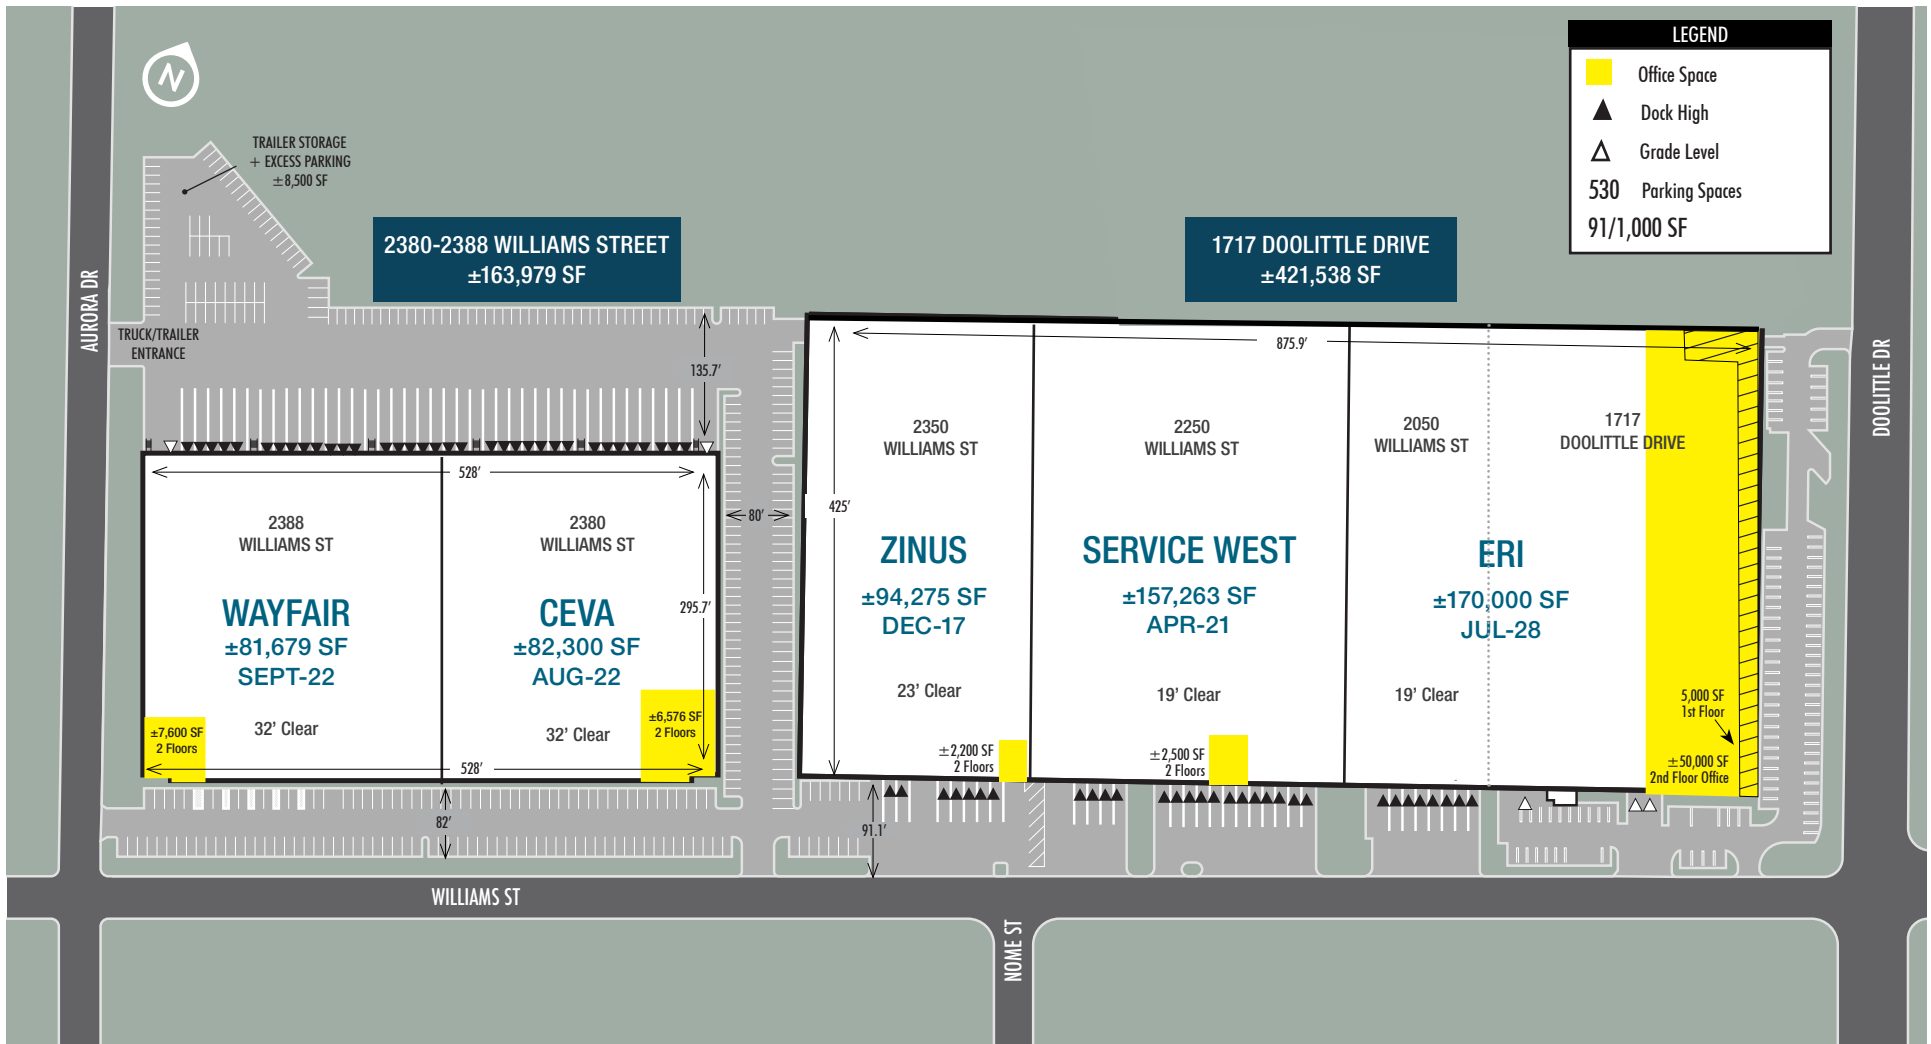 LEGEND
Office Space
Dock High
Grade Level
530 Parking Spaces
91/1,000 SF
N
TRAILER STORAGE
+ EXCESS PARKING
±8,500 SF
2380-2388 WILLIAMS STREET
±163,979 SF
1717 DOOLITTLE DRIVE
±421,538 SF
AURORA DR
TRUCK/TRAILER
ENTRANCE
135.7'
875.9'
DOOLITTLE DR
528'
2388
WILLIAMS ST
WAYFAIR
±81,679 SF
SEPT-22
32' Clear
±7,600 SF
2 Floors
2380
WILLIAMS ST
CEVA
±82,300 SF
AUG-22
32' Clear
±6,576 SF
2 Floors
295.7'
528'
80'
425'
2350
WILLIAMS ST
ZINUS
±94,275 SF
DEC-17
23' Clear
±2,200 SF
2 Floors
2250
WILLIAMS ST
SERVICE WEST
±157,263 SF
APR-21
19' Clear
±2,500 SF
2 Floors
2050
WILLIAMS ST
1717
DOOLITTLE DRIVE
ERI
±170,000 SF
JUL-28
19' Clear
5,000 SF
1st Floor
±50,000 SF
2nd Floor Office
82'
91.1'
WILLIAMS ST
NOME ST